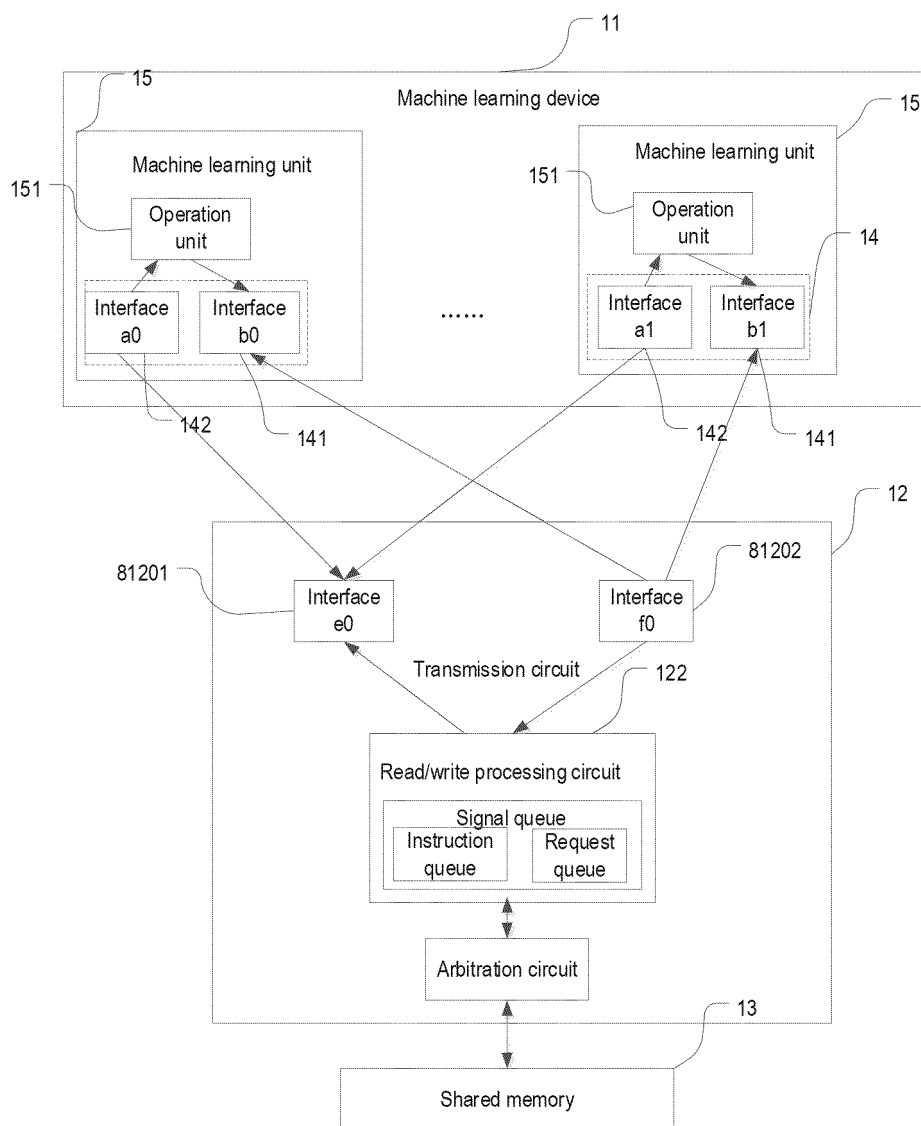 11
15
Machine learning device
15
Machine learning unit
Machine learning unit
151
151
Operation
unit
Operation
unit
14
Interface
a0
Interface
b0
......
Interface
a1
Interface
b1
142
141
142
141
12
81201
81202
Interface
e0
Interface
f0
Transmission circuit
122
Read/write processing circuit
Signal queue
Instruction
queue
Request
queue
Arbitration circuit
13
Shared memory